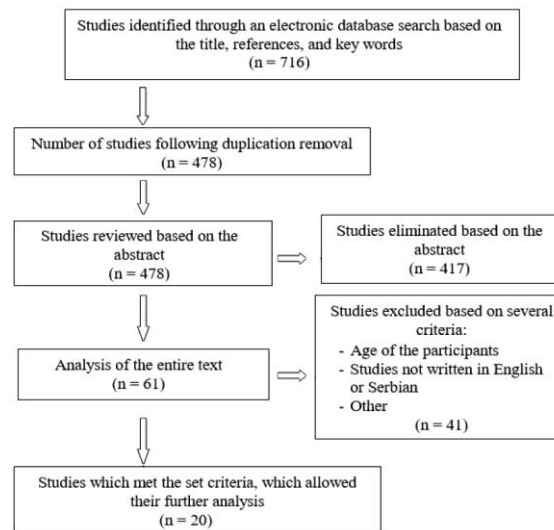 Studies identified through an electronic database search based on
the title, references, and key words
(n = 716)
Number of studies following duplication removal
(n = 478)
Studies reviewed based on the
abstract
(n = 478)
Studies eliminated based on the
abstract
(n = 417)
Analysis of the entire text
(n = 61)
Studies excluded based on several
criteria:
- Age of the participants
- Studies not written in English
or Serbian
- Other
(n = 41)
Studies which met the set criteria, which allowed
their further analysis
(n = 20)